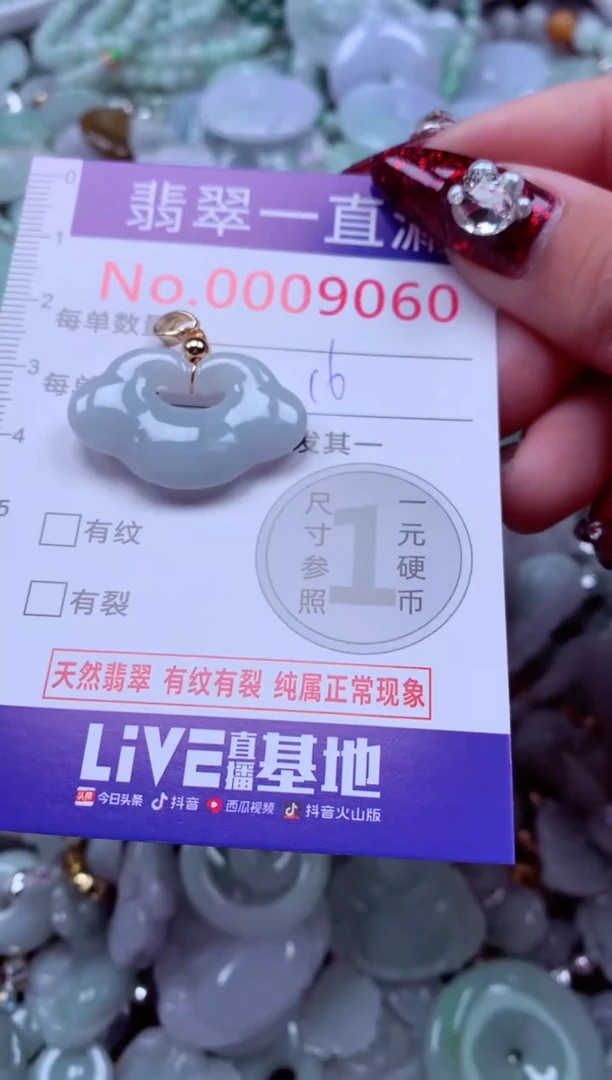 0
翡翠一直
1
No.0009060
2
每单数量
3
每单
16
4
发其一
5
尺寸参照
1
一元硬币
有纹
有裂
天然翡翠 有纹有裂 纯属正常现象
LiVE直播基地
头条 今日头条 抖音 西瓜视频 抖音火山版